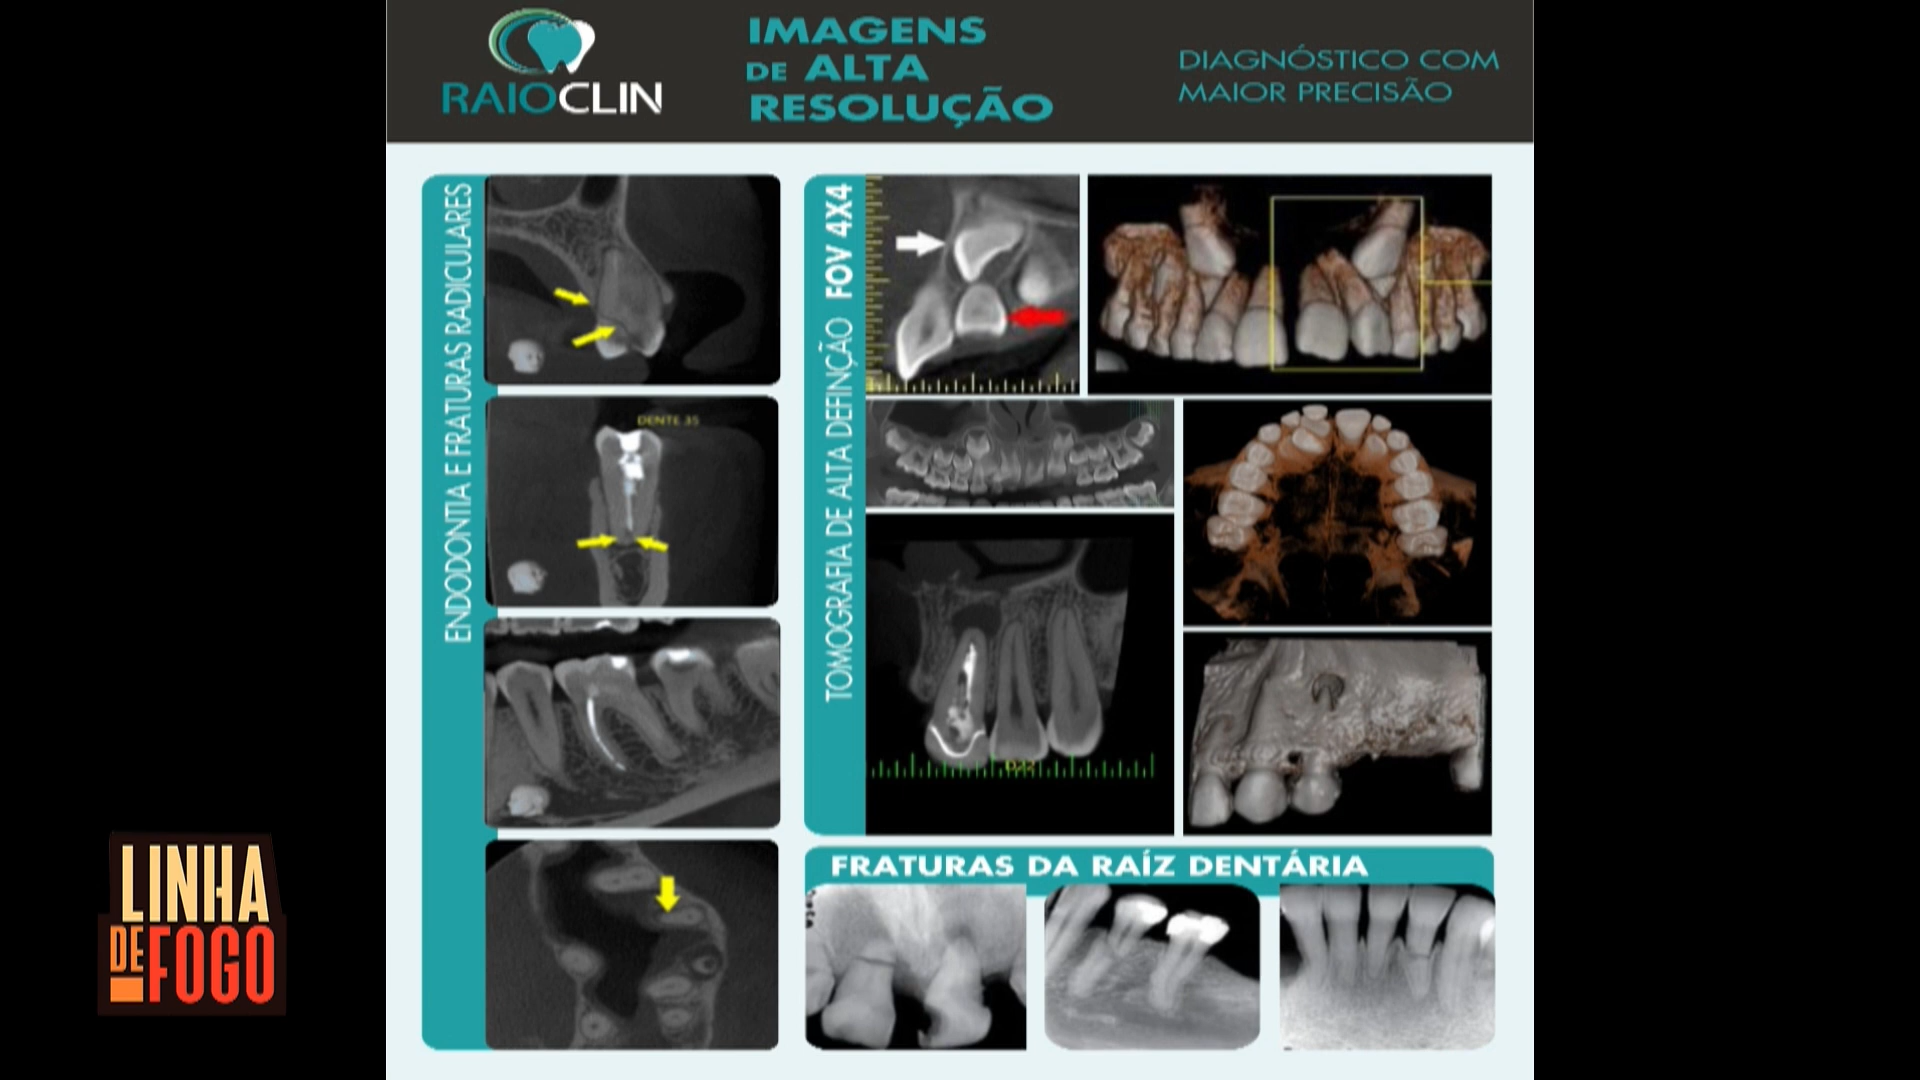 RAIOCLIN
IMAGENS
DE ALTA
RESOLUÇÃO
DIAGNÓSTICO COM
MAIOR PRECISÃO
ENDODONTIA E FRATURAS RADICULARES
DENTE 35
TOMOGRAFIA DE ALTA DEFINÇÃO FOV 4X4
FRATURAS DA RAÍZ DENTÁRIA
LINHA
DE FOGO